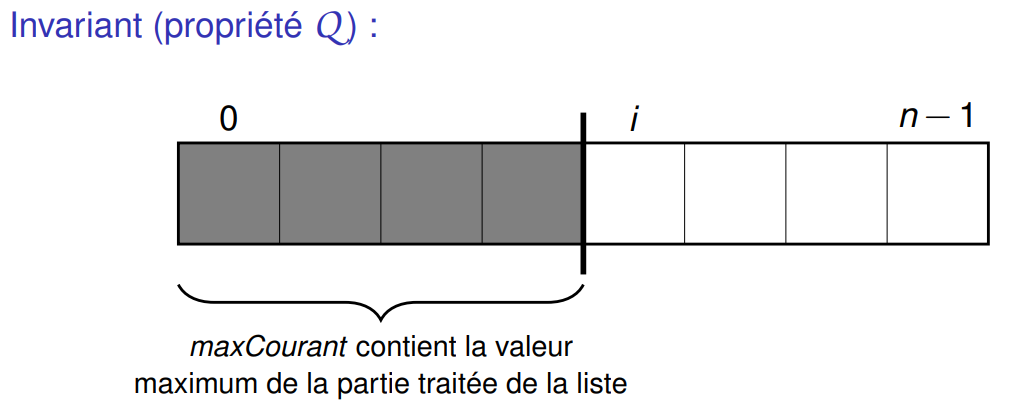 Invariant (propriété Q) :
0 i n − 1
maxCourant contient la valeur
maximum de la partie traitée de la liste